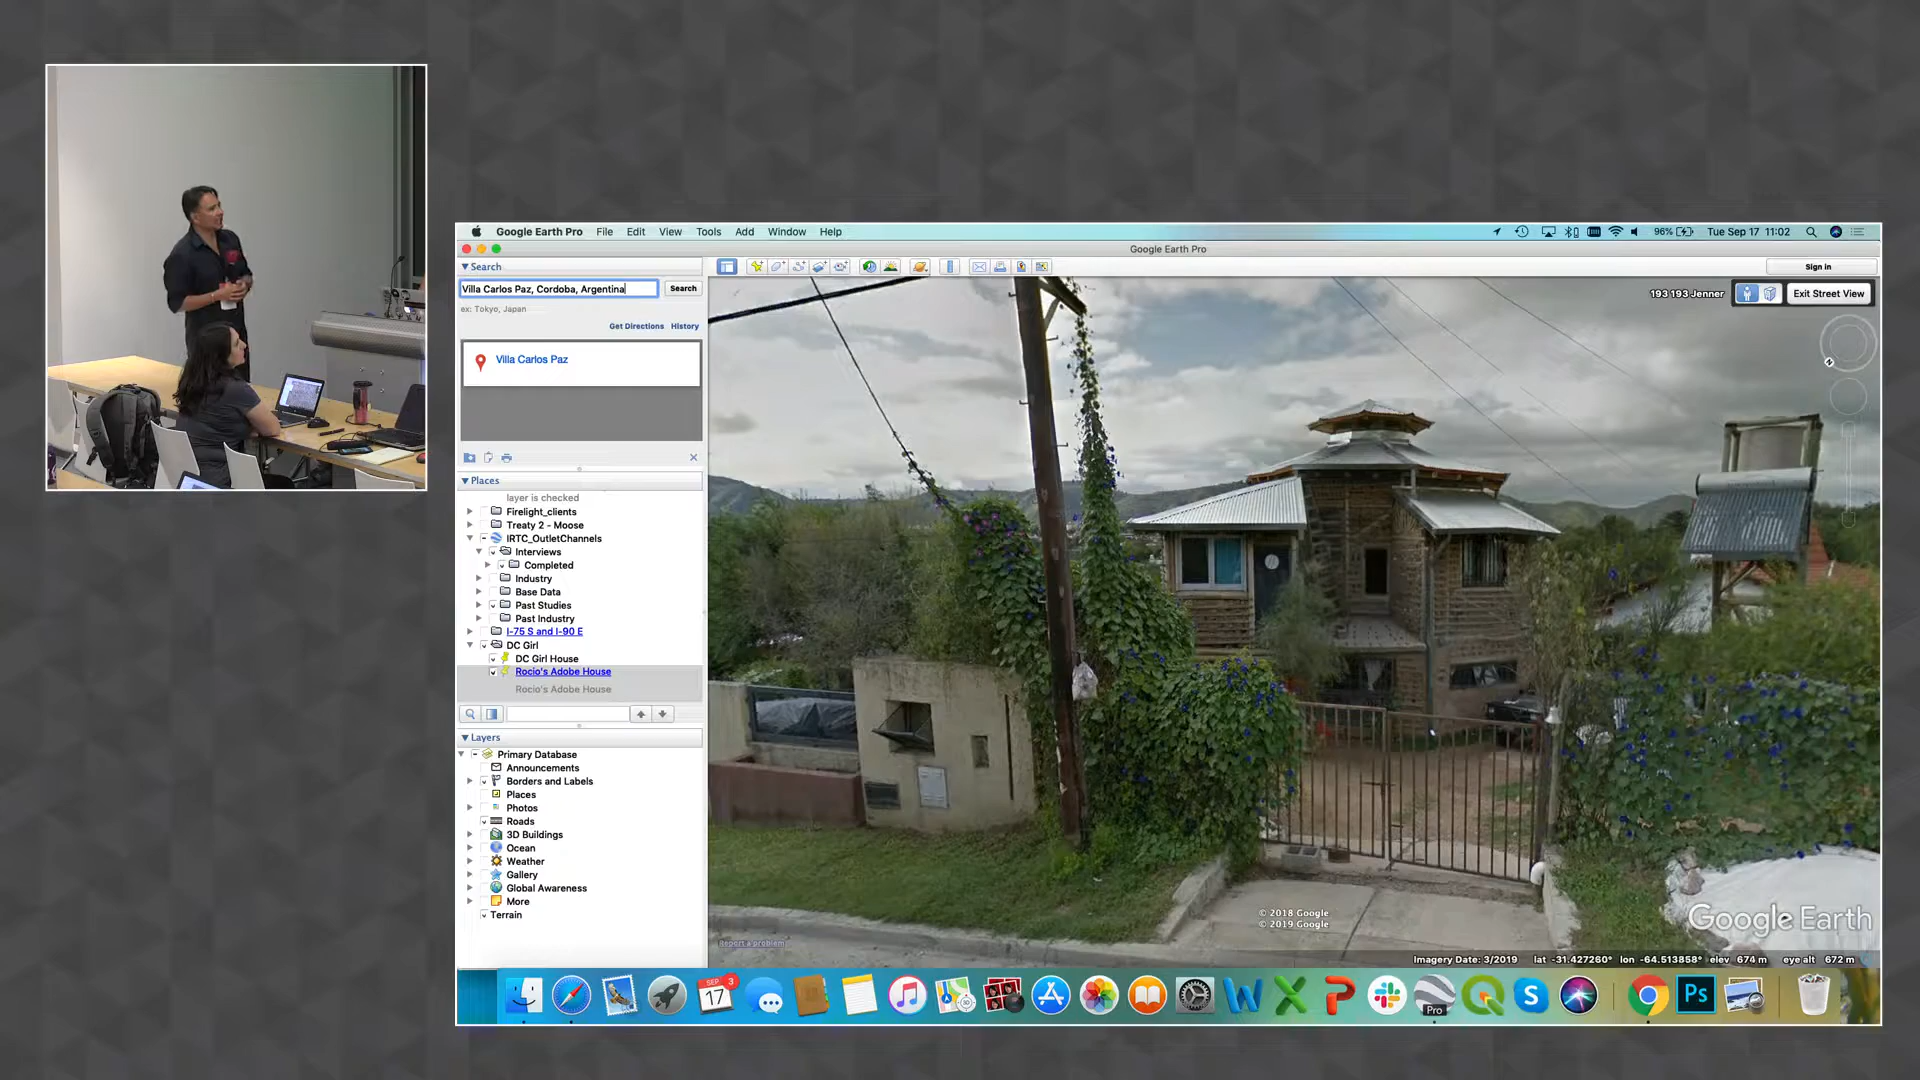 Google Earth Pro File Edit View Tools Add Window Help
96% Tue Sep 17 11:02
Google Earth Pro
Search
Villa Carlos Paz, Cordoba, Argentina
Search
ex: Tokyo, Japan
Get Directions History
Villa Carlos Paz
Places
layer is checked
Firelight_clients
Treaty 2 - Moose
IRTC_OutletChannels
Interviews
Completed
Industry
Base Data
Past Studies
Past Industry
I-75 S and I-90 E
DC Girl
DC Girl House
Rocio's Adobe House
Rocio's Adobe House
Layers
Primary Database
Announcements
Borders and Labels
Places
Photos
Roads
3D Buildings
Ocean
Weather
Gallery
Global Awareness
More
Terrain
Sign in
193 193 Jenner
Exit Street View
© 2018 Google
© 2019 Google
Google Earth
Report a problem
Imagery Date: 3/2019 lat -31.427260° lon -64.513858° elev 674 m eye alt 672 m
SEP
17
3
Pro
Ps